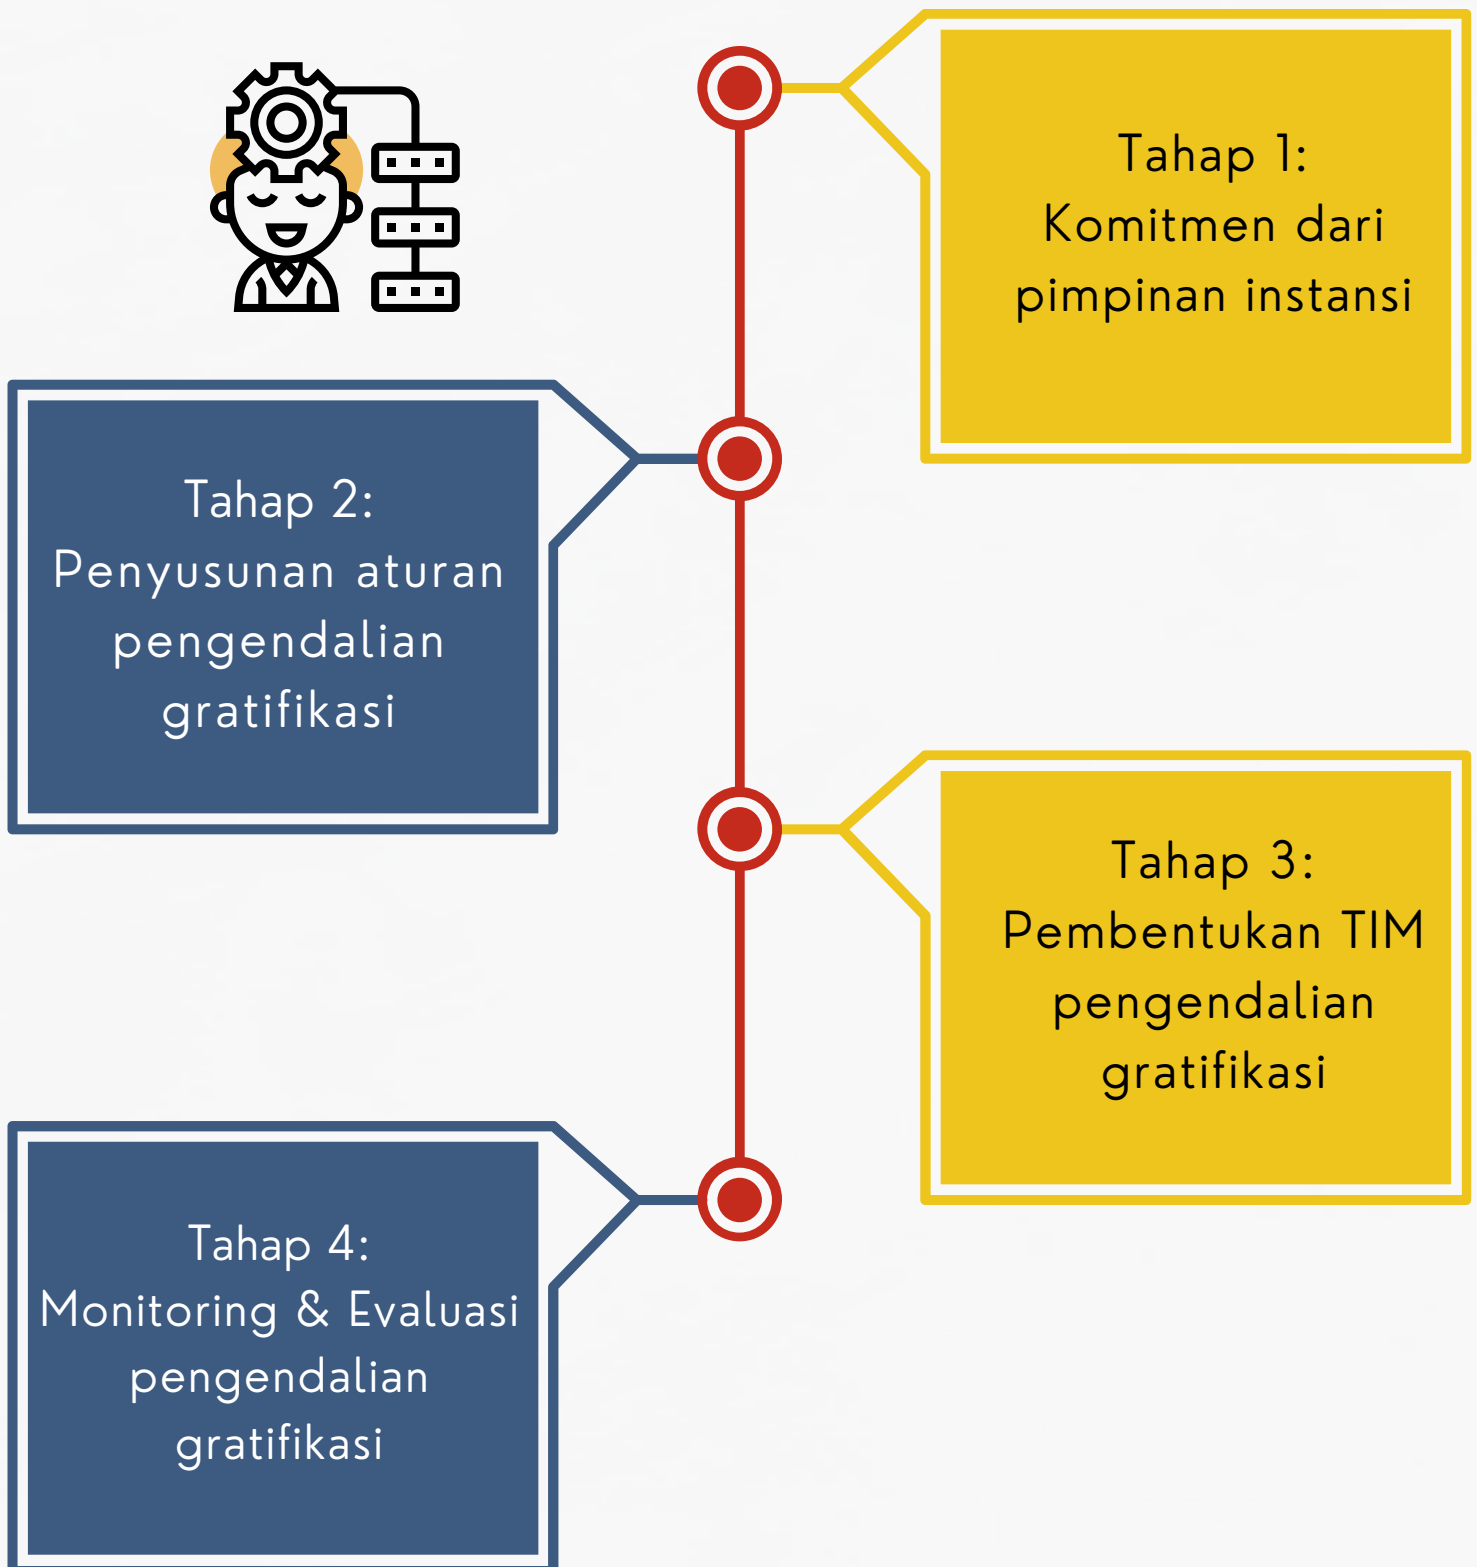 Tahap 1:
Komitmen dari
pimpinan instansi
Tahap 2:
Penyusunan aturan
pengendalian
gratifikasi
Tahap 3:
Pembentukan TIM
pengendalian
gratifikasi
Tahap 4:
Monitoring & Evaluasi
pengendalian
gratifikasi